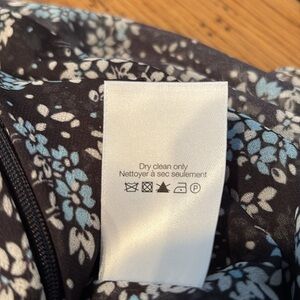 Dry clean only
Nettoyer à sec seulement
P